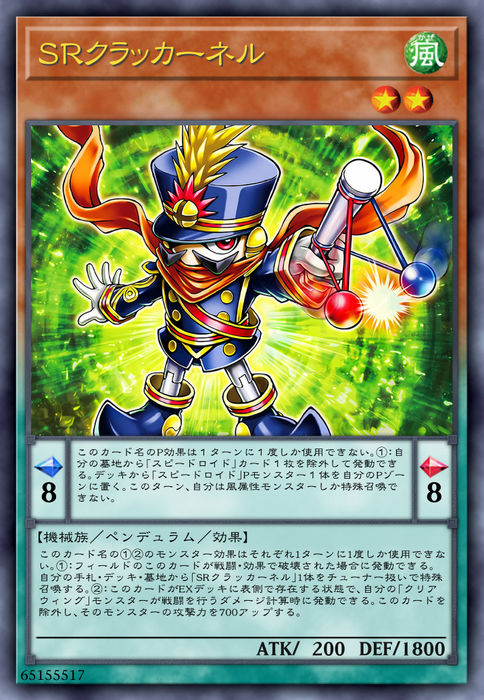 SRクラッカーネル
かぜ
風
このカード名のP効果は1ターンに1度しか使用できない。①:自
分の墓地から「スピードロイド」カード1枚を除外して発動でき
る。デッキから「スピードロイド」Pモンスター1体を自分のPゾー
ンに置く。このターン、自分は風属性モンスターしか特殊召喚で
きない。
8
8
【機械族/ペンデュラム/効果】
このカード名の①②のモンスター効果はそれぞれ1ターンに1度しか使用できな
い。①:フィールドのこのカードが戦闘・効果で破壊された場合に発動できる。
自分の手札・デッキ・墓地から「SRクラッカーネル」1体をチューナー扱いで特殊
召喚する。②:このカードがEXデッキに表側で存在する状態で、自分の「クリア
ウィング」モンスターが戦闘を行うダメージ計算時に発動できる。このカードを
除外し、そのモンスターの攻撃力を700アップする。
ATK/ 200 DEF/1800
65155517